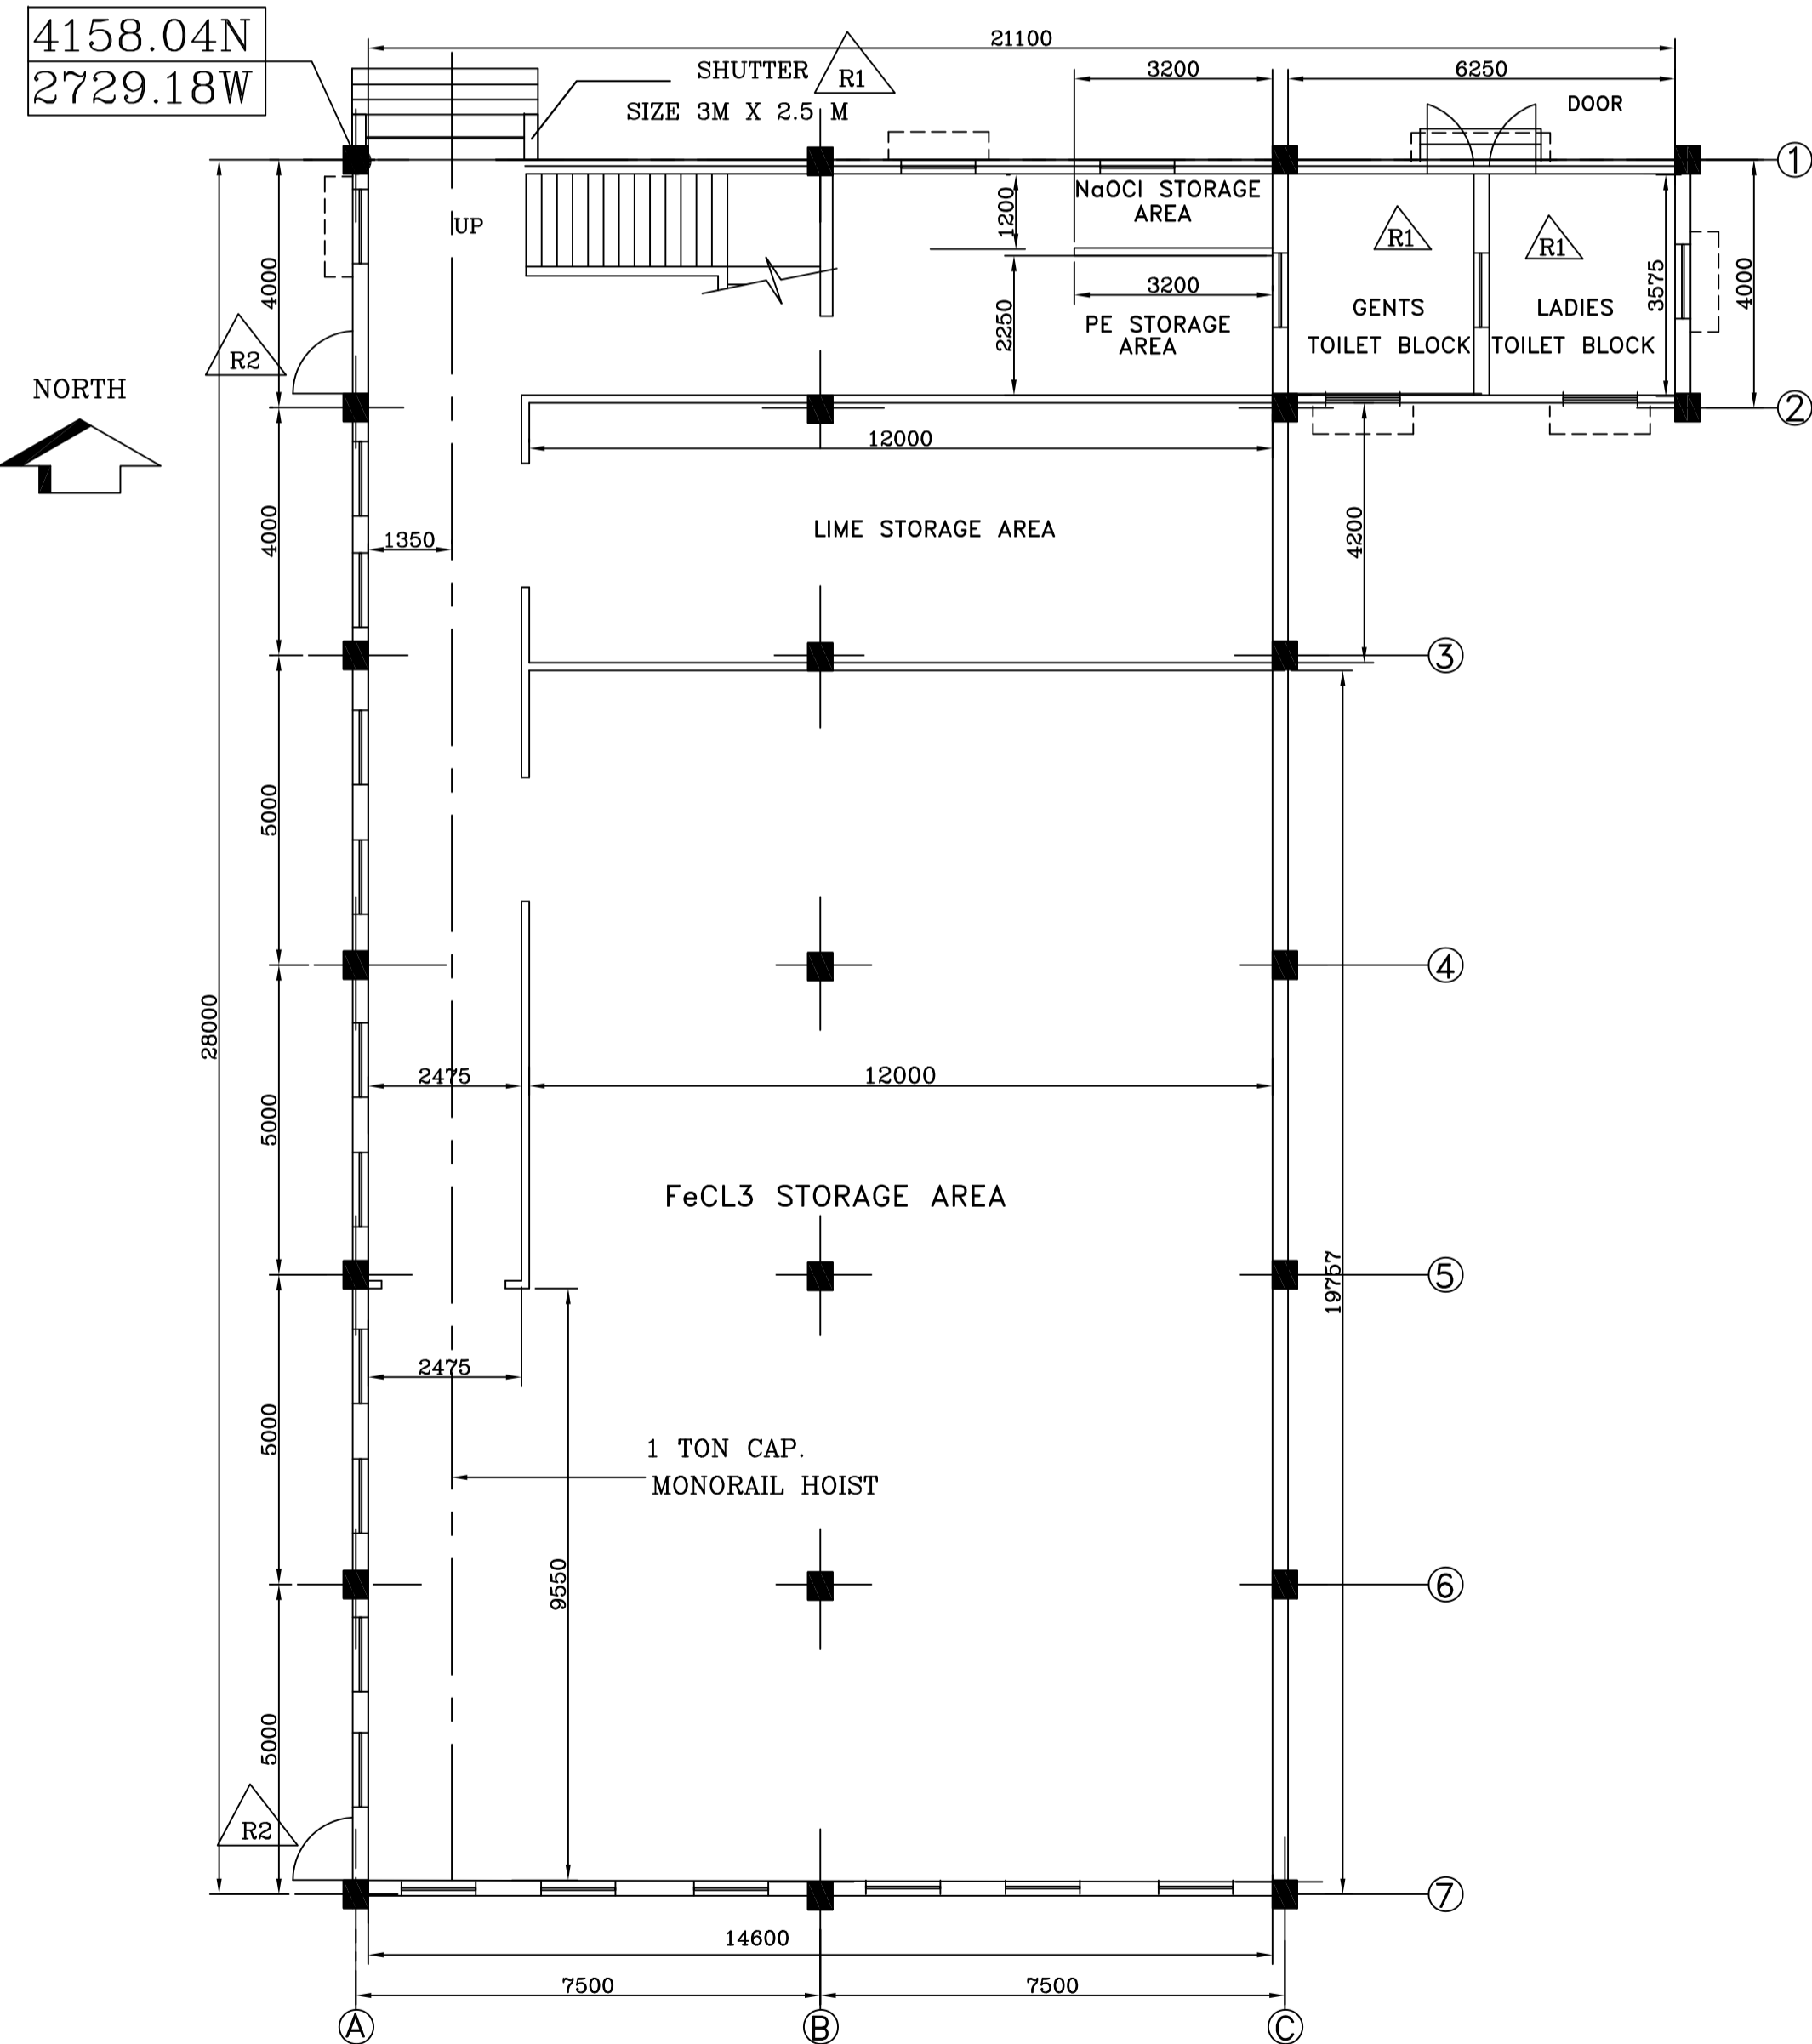 4158.04N
2729.18W
21100
SHUTTER
R1
SIZE 3M X 2.5 M
3200
6250
DOOR
1
NaOCl STORAGE
AREA
1200
UP
R1
R1
4000
3200
2250
PE STORAGE
AREA
GENTS
TOILET BLOCK
LADIES
TOILET BLOCK
3575
4000
R2
NORTH
2
12000
4000
1350
LIME STORAGE AREA
4200
3
5000
4
28000
2475
12000
5000
FeCL3 STORAGE AREA
19757
5
2475
5000
1 TON CAP.
MONORAIL HOIST
9550
6
5000
R2
7
14600
7500
7500
A
B
C